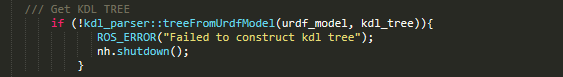 /// Get KDL TREE
if (!kdl_parser::treeFromUrdfModel(urdf_model, kdl_tree)){
ROS_ERROR("Failed to construct kdl tree");
nh.shutdown();
}